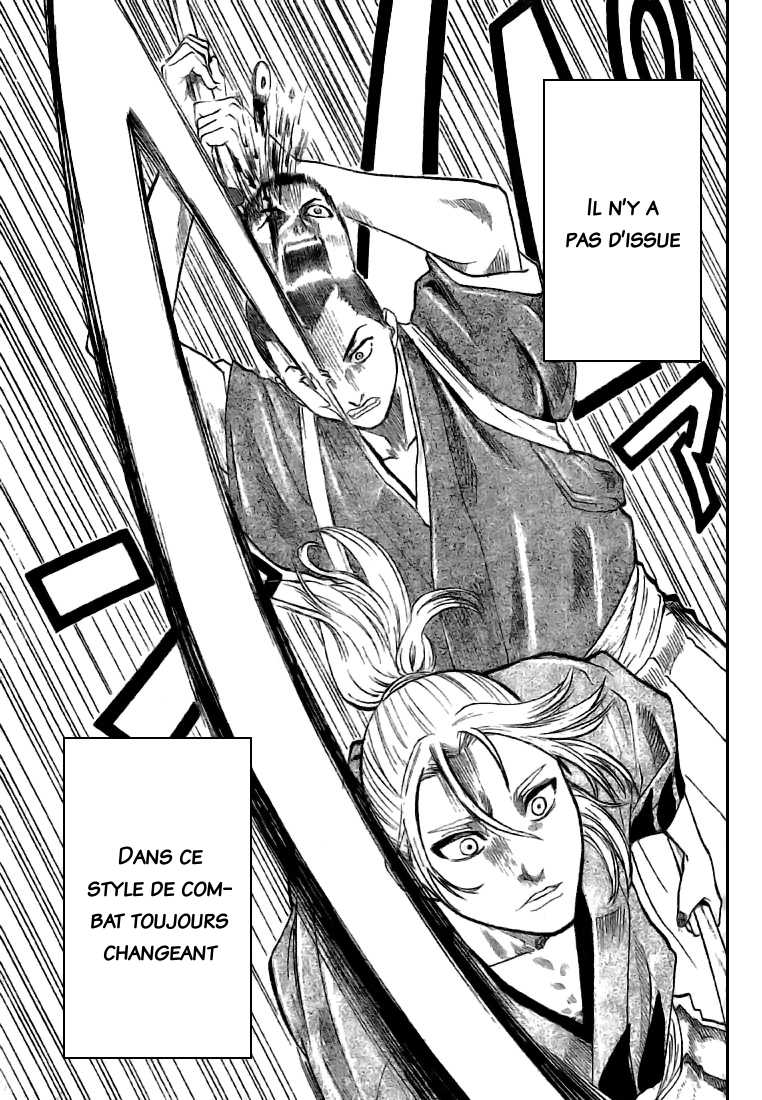 Il n'y a
pas d'issue
Dans ce
style de com-
bat toujours
changeant